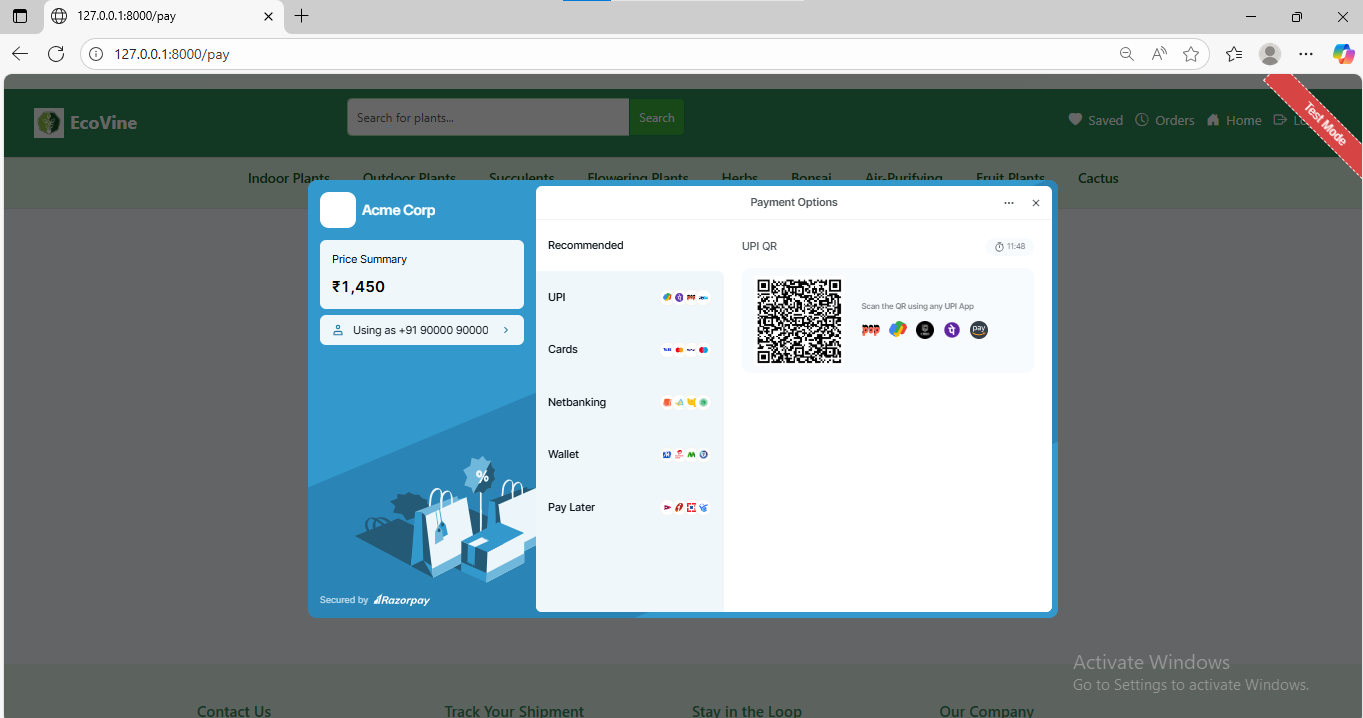 127.0.0.1:8000/pay
127.0.0.1:8000/pay
EcoVine
Search for plants...
Search
Saved
Orders
Home
Test Mode
Indoor Plants
Outdoor Plants
Succulents
Flowering Plants
Herbs
Bonsai
Air-Purifying
Fruit Plants
Cactus
Acme Corp
Price Summary
₹1,450
Using as +91 90000 90000
Secured by Razorpay
Payment Options
Recommended
UPI
Cards
Netbanking
Wallet
Pay Later
UPI QR
11:48
Scan the QR using any UPI App
pop
pay
%
Activate Windows
Go to Settings to activate Windows.
Contact Us
Track Your Shipment
Stay in the Loop
Our Company